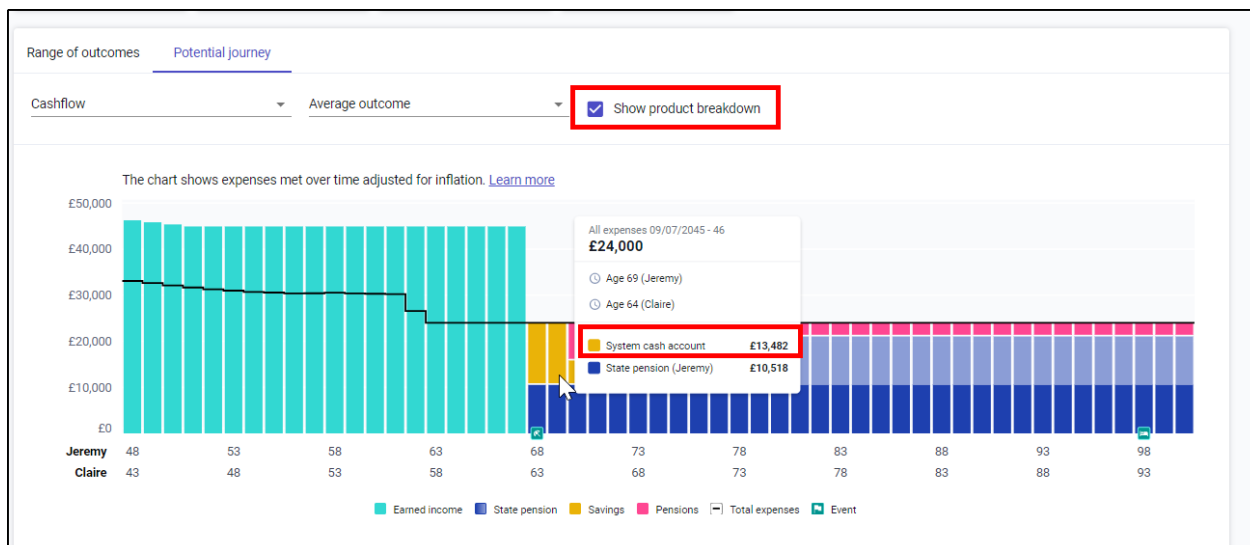 Range of outcomes Potential journey
Cashflow Average outcome Show product breakdown
The chart shows expenses met over time adjusted for inflation. Learn more
£50,000
£40,000
£30,000
£20,000
£10,000
£0
All expenses 09/07/2045 - 46
£24,000
Age 69 (Jeremy)
Age 64 (Claire)
System cash account £13,482
State pension (Jeremy) £10,518
Jeremy 48 53 58 63 68 73 78 83 88 93 98
Claire 43 48 53 58 63 68 73 78 83 88 93
Earned income State pension Savings Pensions Total expenses Event